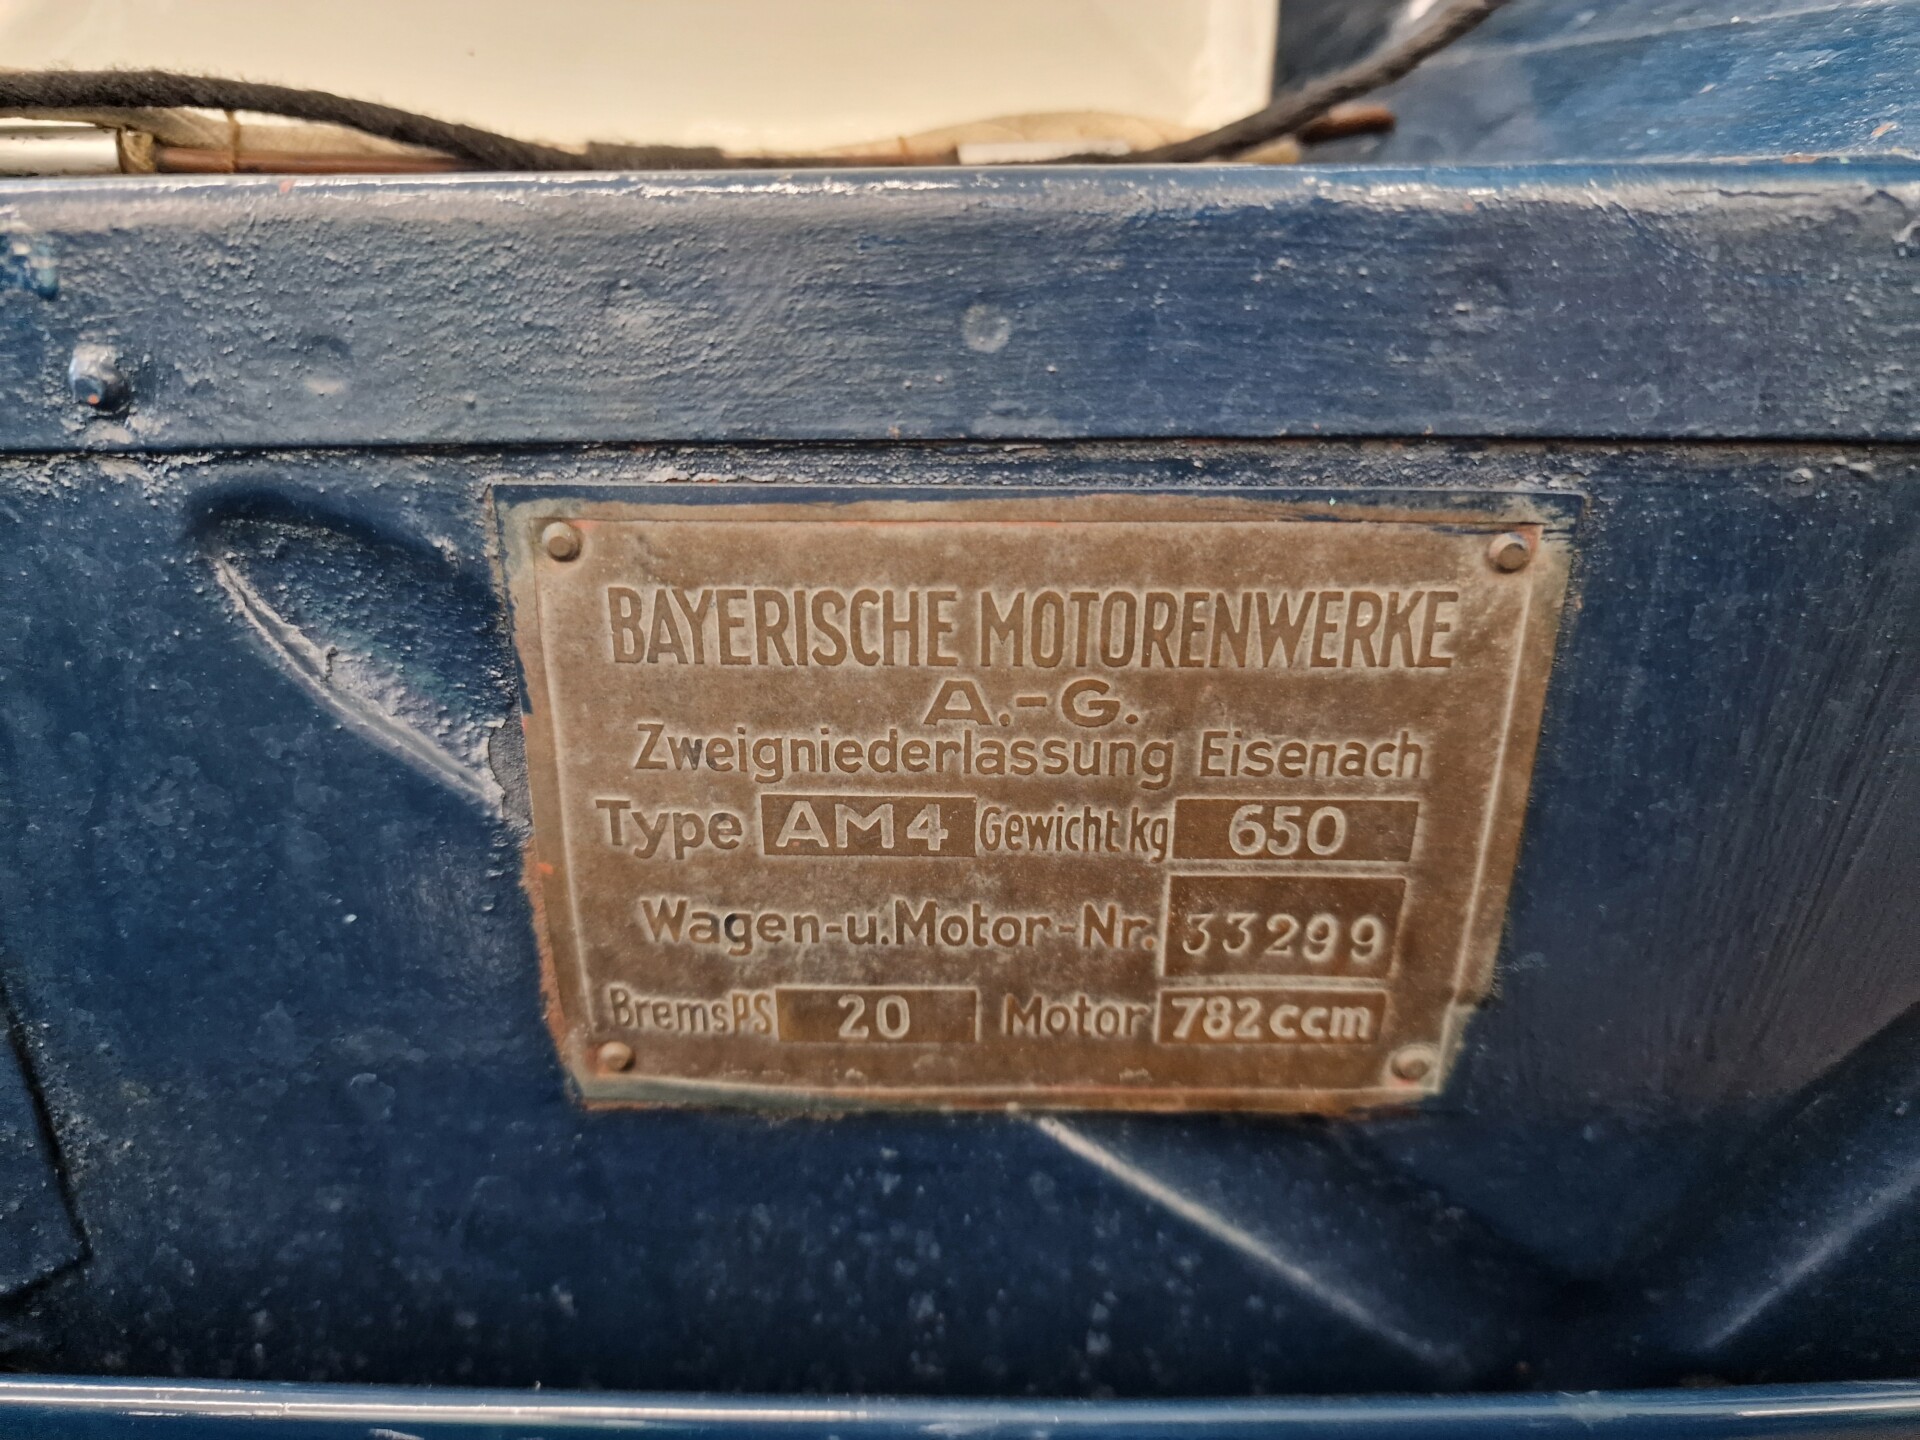 BAYERISCHE MOTORENWERKE
A.-G.
Zweigniederlassung Eisenach
Type AM4 Gewicht kg 650
Wagen-u.Motor-Nr. 33299
BremsPS 20 Motor 782ccm